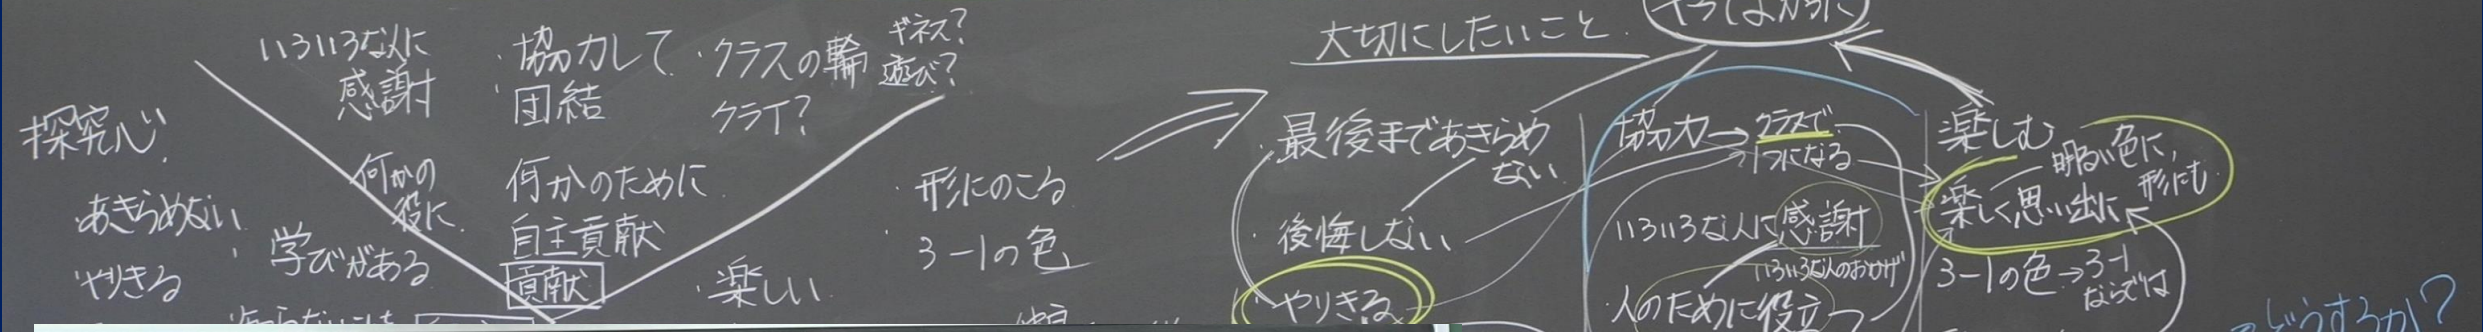 探究心
いろいろな人に
感謝
・協力して
団結
・クラスの輪
ギネス?
遊び?
クライ?
あきらめない
やりきる
何かの
役に
学びがある
何かのために
自主貢献
貢献
・楽しい
・形にのこる
・3-1の色
大切にしたいこと
・最後まであきらめ
ない
・後悔しない
・やりきる
協力→クラスで
1つになる
いろいろな人に感謝
いろいろな人のおかげ
人のために役立つ
楽しむ
明るい色に、
形にも
楽しく思い出に
3-1の色→3-1
ならでは
どうするか?